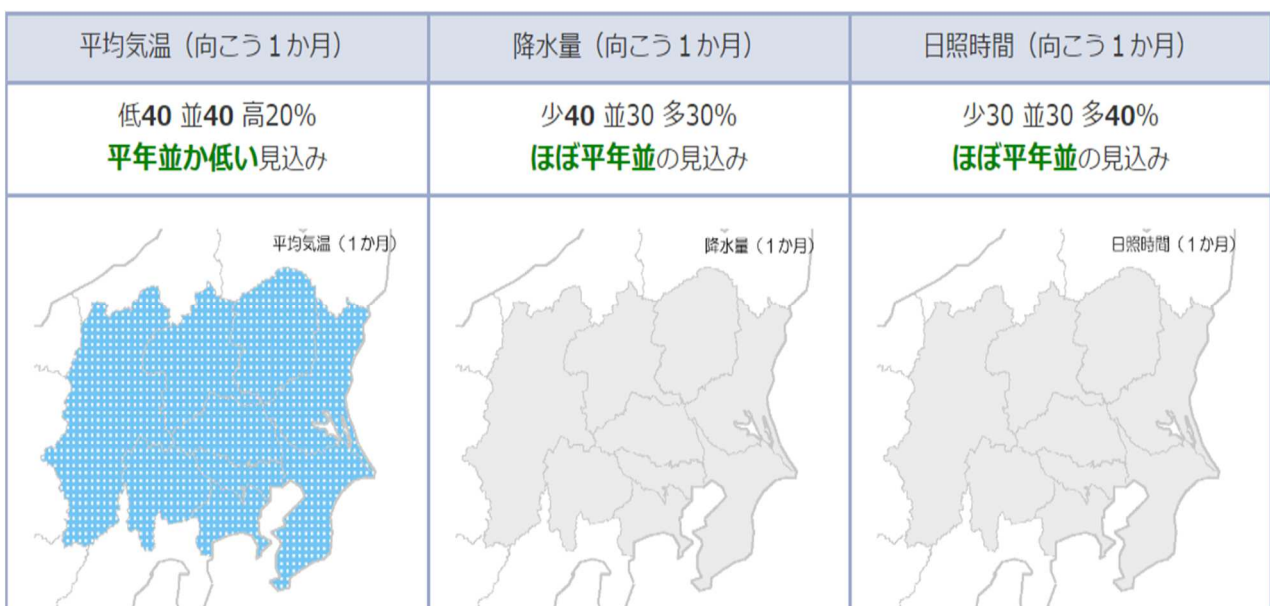 平均気温（向こう１か月）
降水量（向こう１か月）
日照時間（向こう１か月）
低40 並40 高20%
平年並か低い見込み
少40 並30 多30%
ほぼ平年並の見込み
少30 並30 多40%
ほぼ平年並の見込み
平均気温（１か月）
降水量（１か月）
日照時間（１か月）